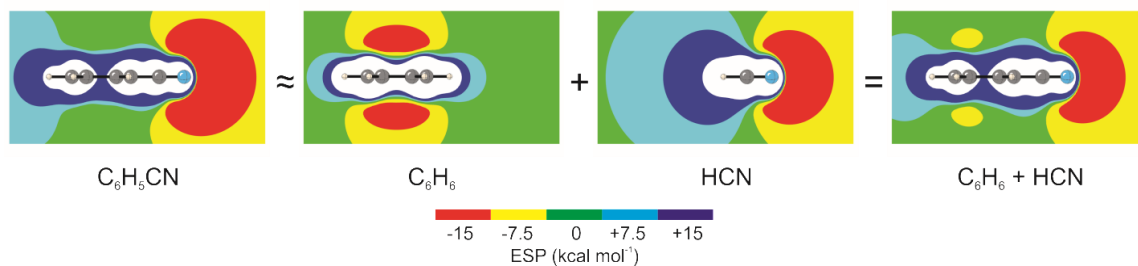 ≈ + =
C₆H₅CN C₆H₆ HCN C₆H₆ + HCN
-15 -7.5 0 +7.5 +15
ESP (kcal mol⁻¹)